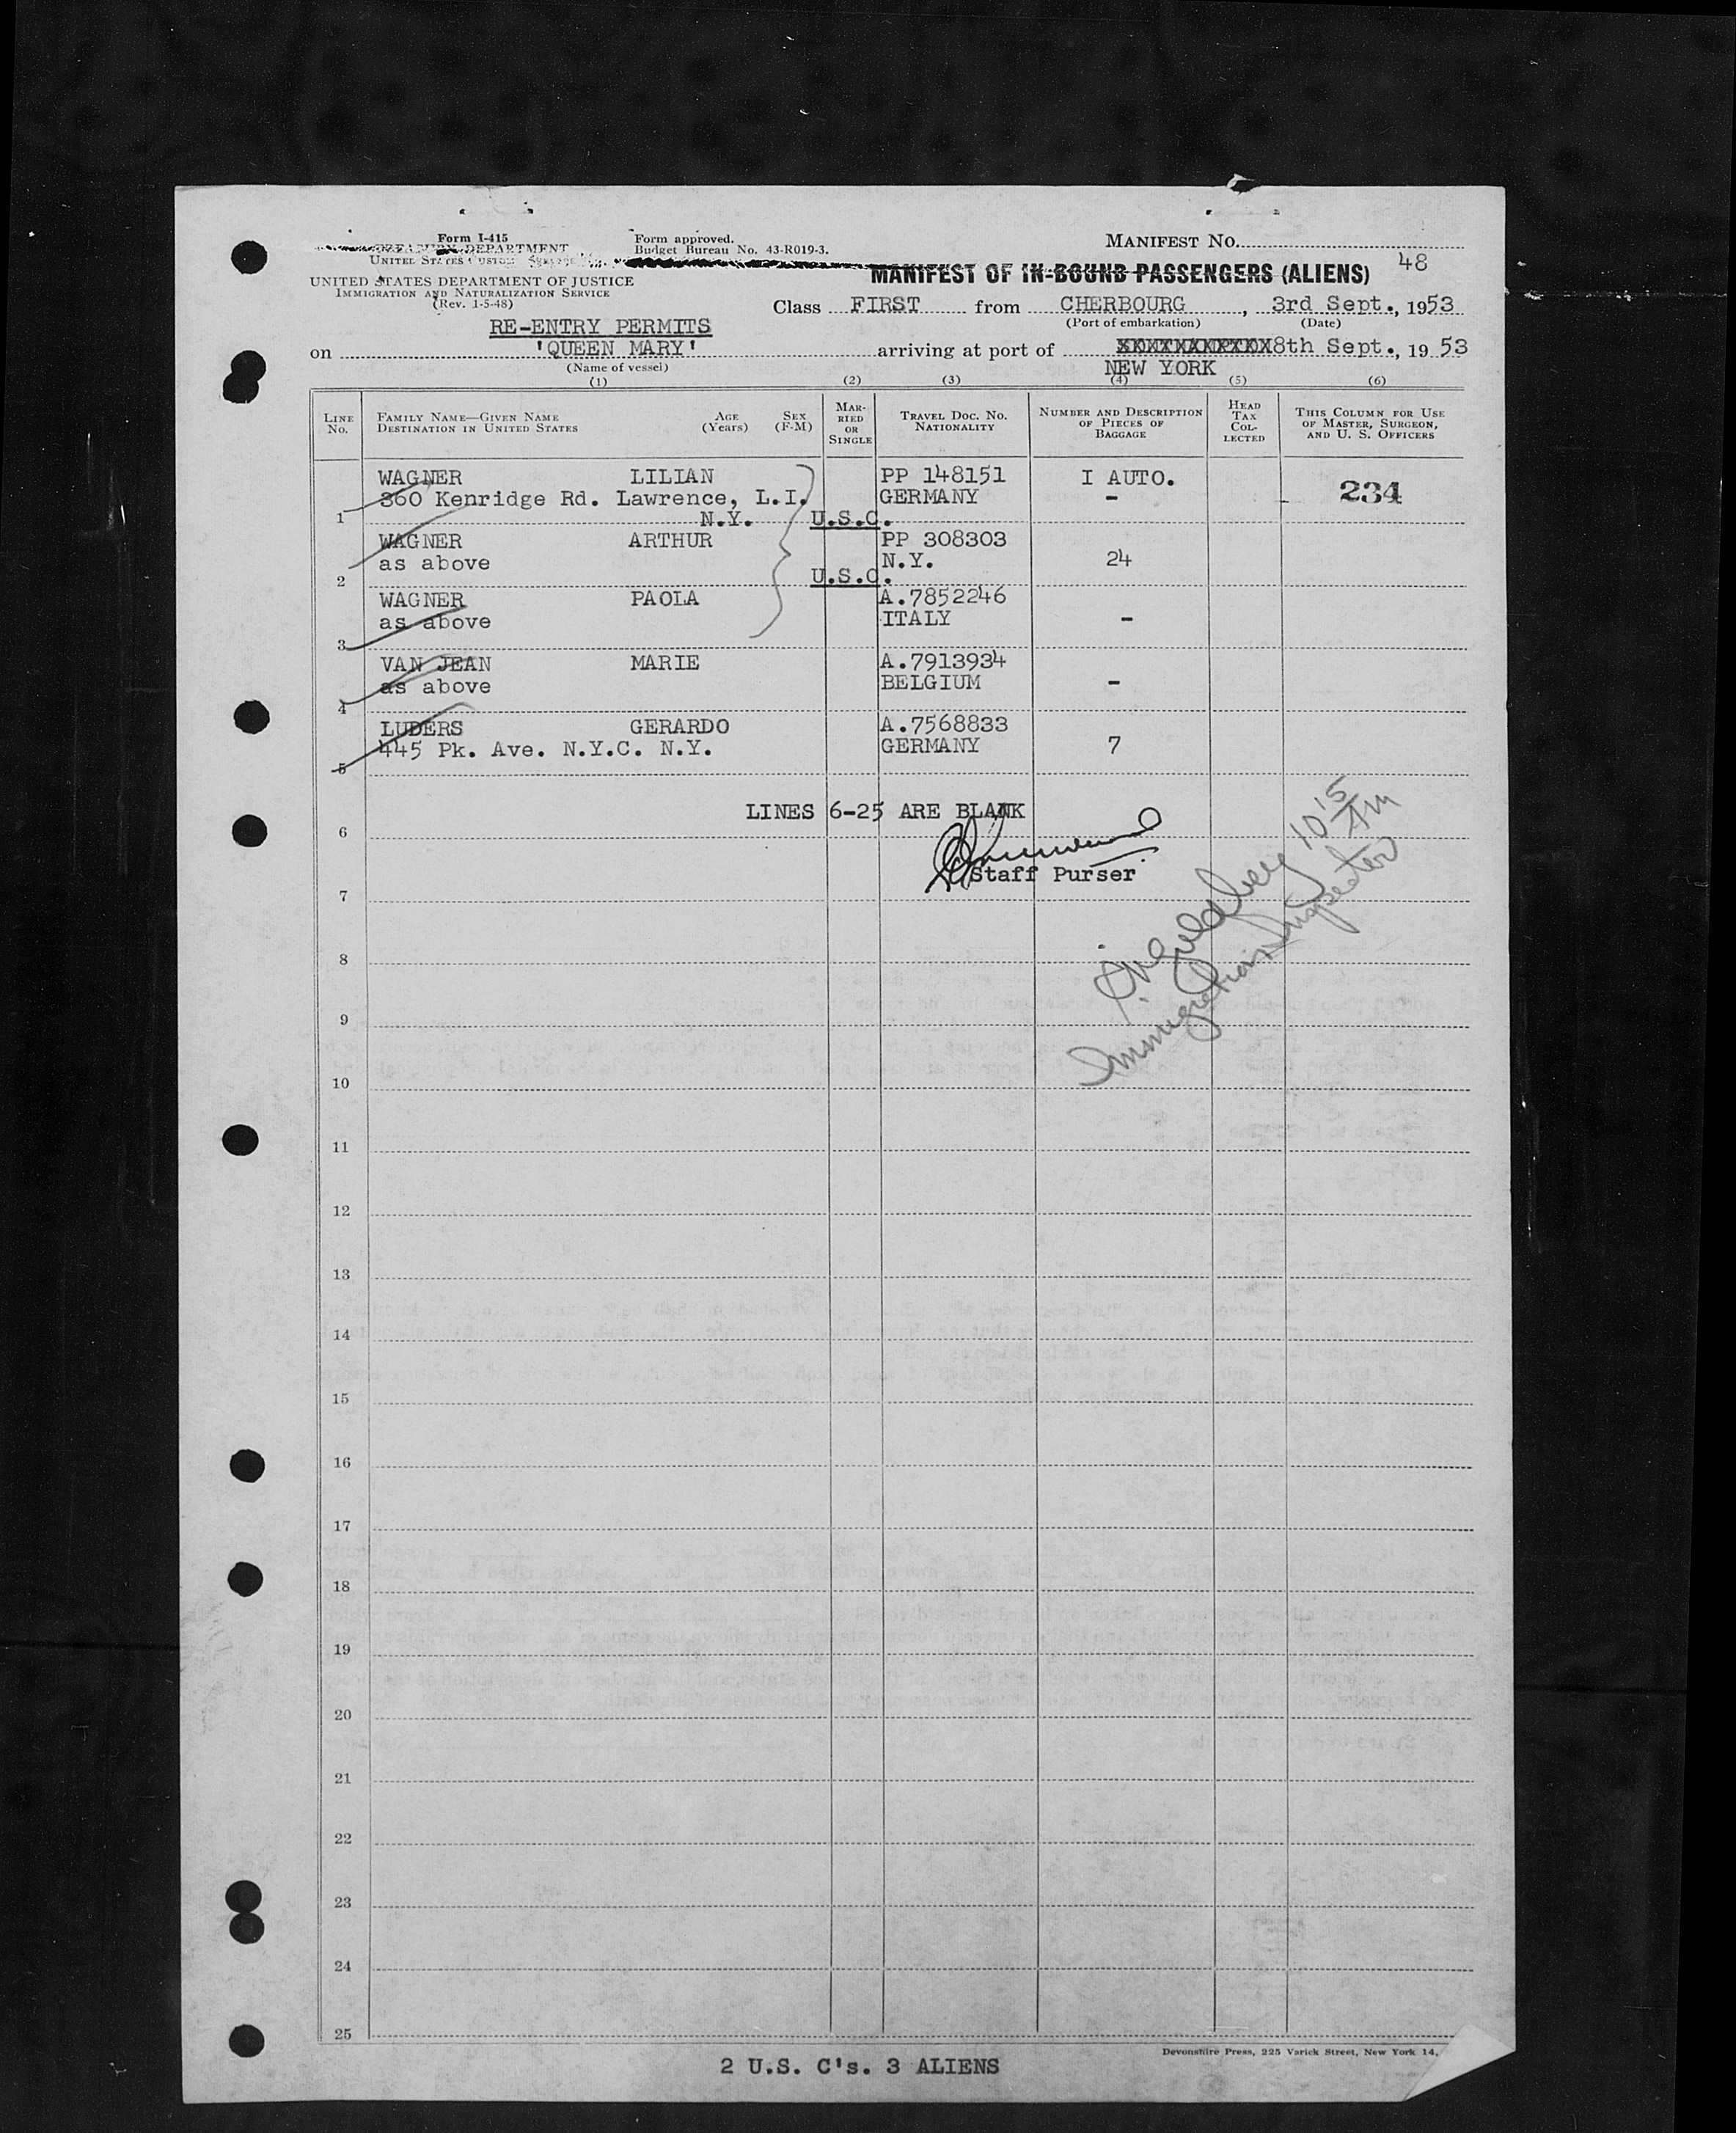 Form I-415
TREASURY DEPARTMENT
UNITED STATES CUSTOMS
Form approved.
Budget Bureau No. 43-R019-3.
MANIFEST No.
48
UNITED STATES DEPARTMENT OF JUSTICE
IMMIGRATION AND NATURALIZATION SERVICE
(Rev. 1-5-48)
MANIFEST OF IN-BOUND PASSENGERS (ALIENS)
Class FIRST from CHERBOURG, 3rd Sept., 1953
(Port of embarkation) (Date)
RE-ENTRY PERMITS
on 'QUEEN MARY' arriving at port of 8th Sept., 1953
(Name of vessel) NEW YORK
(1) (2) (3) (4) (5) (6)
LINE No. FAMILY NAME—GIVEN NAME DESTINATION IN UNITED STATES AGE (Years) SEX (F-M) MARRIED OR SINGLE TRAVEL DOC. NO. NATIONALITY NUMBER AND DESCRIPTION OF PIECES OF BAGGAGE HEAD TAX COLLECTED THIS COLUMN FOR USE OF MASTER, SURGEON, AND U. S. OFFICERS
WAGNER LILIAN PP 148151 I AUTO.
360 Kenridge Rd. Lawrence, L.I. GERMANY - 234
1 N.Y. U.S.C.
WAGNER ARTHUR PP 308303
as above N.Y. 24
2 U.S.C.
WAGNER PAOLA A.7852246
as above ITALY -
3
VAN JEAN MARIE A.7913934
as above BELGIUM -
4
LUDERS GERARDO A.7568833
445 Pk. Ave. N.Y.C. N.Y. GERMANY 7
5
LINES 6-25 ARE BLANK
6
Staff Purser
10 15 AM
7
Immigration Inspector
8
9
10
11
12
13
14
15
16
17
18
19
20
21
22
23
24
25
Devonshire Press, 225 Varick Street, New York 14,
2 U.S. C's. 3 ALIENS